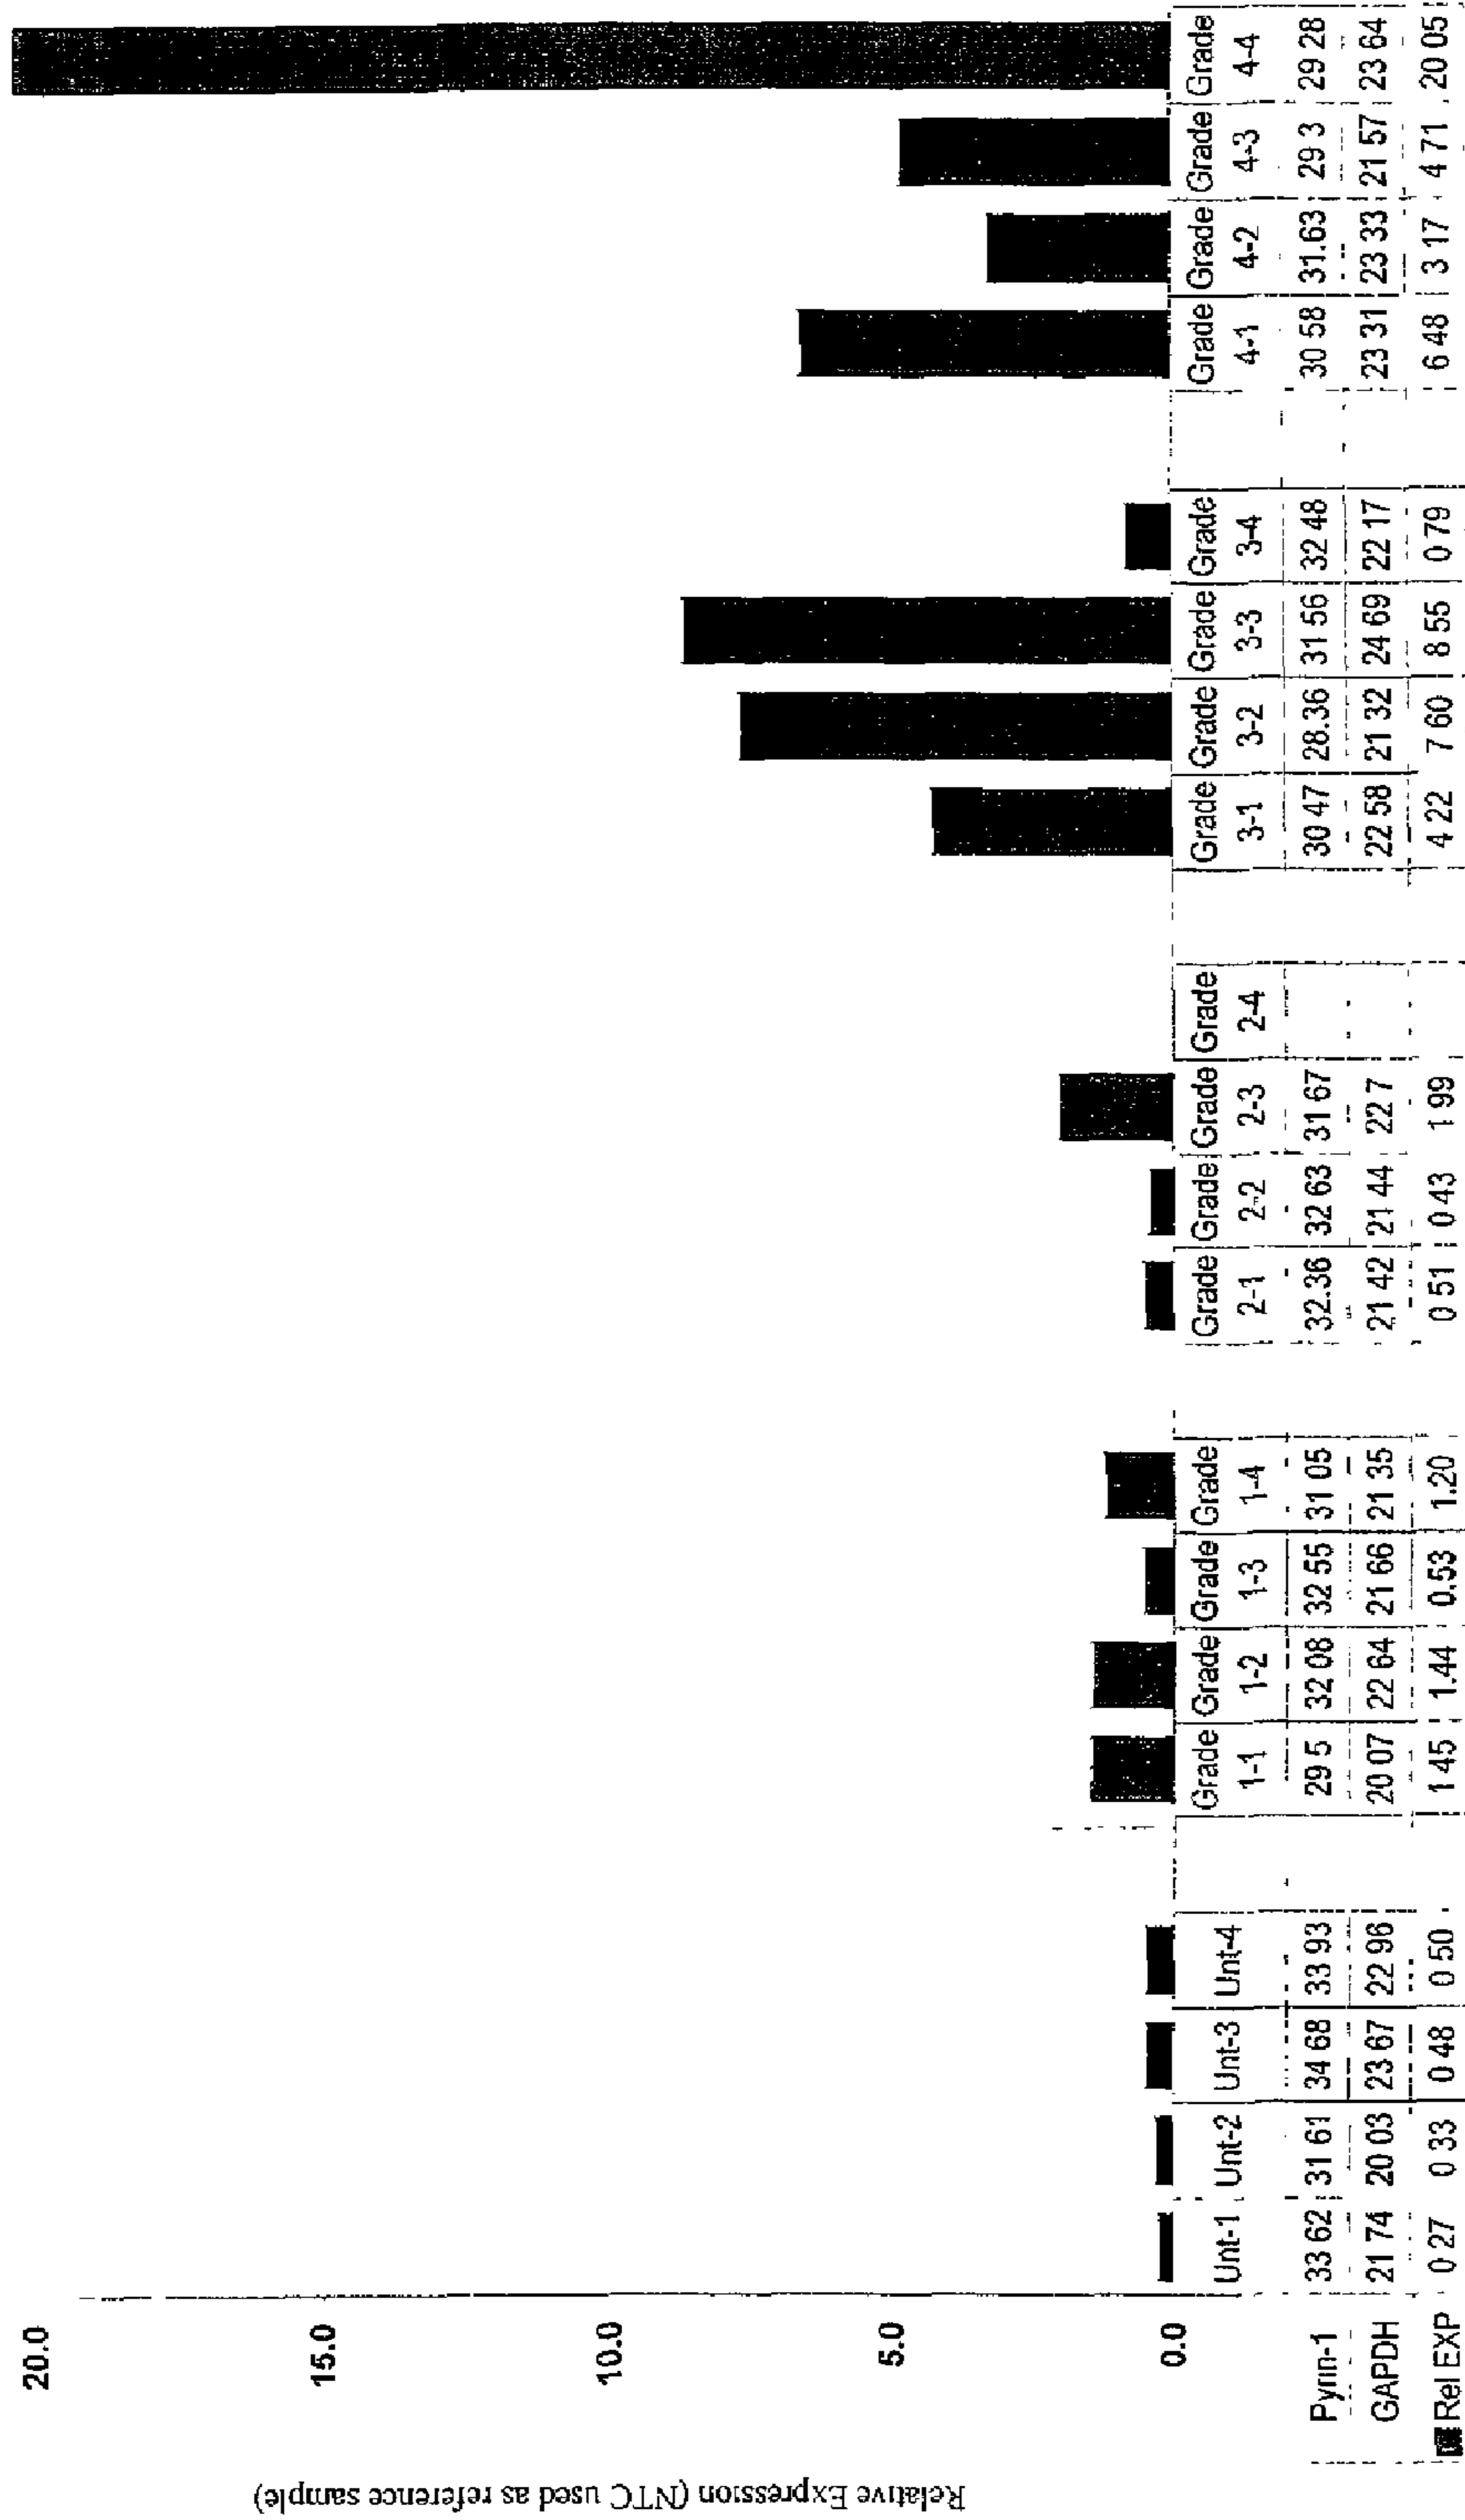 Relative Expression (NTC used as reference sample)
20.0
15.0
10.0
5.0
0.0
Unt-1 Unt-2 Unt-3 Unt-4 Grade Grade Grade Grade Grade Grade Grade Grade Grade Grade Grade Grade Grade Grade Grade Grade
1-1 1-2 1-3 1-4 2-1 2-2 2-3 2-4 3-1 3-2 3-3 3-4 4-1 4-2 4-3 4-4
Pyrin-1 33 62 31 61 34 68 33 93 29 5 32 08 32 55 31 05 32.36 32 63 31 67 30 47 28.36 31 56 32 48 30 58 31.63 29 3 29 28
GAPDH 21 74 20 03 23 67 22 96 20 07 22 64 21 66 21 35 21 42 21 44 22 7 22 58 21 32 24 69 22 17 23 31 23 33 21 57 23 64
Rel EXP 0 27 0 33 0 48 0 50 1 45 1.44 0.53 1.20 0 51 0 43 1 99 4 22 7 60 8 55 0 79 6 48 3 17 4 71 20 05